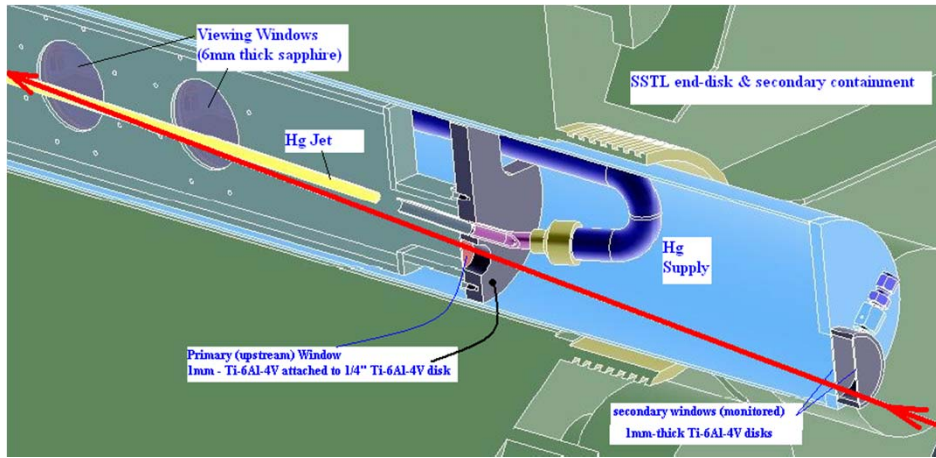 Viewing Windows
(6mm thick sapphire)
SSTL end-disk & secondary containment
Hg Jet
Hg
Supply
Primary (upstream) Window
1mm - Ti-6Al-4V attached to 1/4" Ti-6Al-4V disk
secondary windows (monitored)
1mm-thick Ti-6Al-4V disks